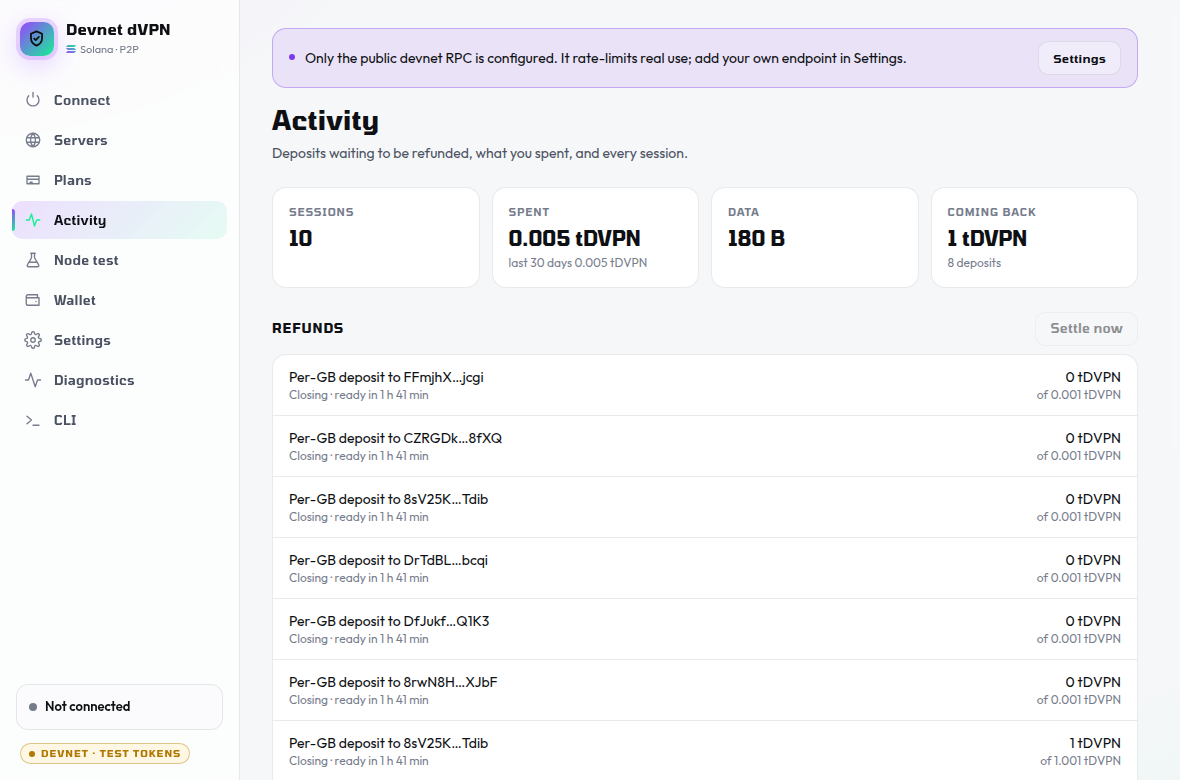 Devnet dVPN
Solana · P2P
Connect
Servers
Plans
Activity
Node test
Wallet
Settings
Diagnostics
CLI
Not connected
DEVNET · TEST TOKENS
Only the public devnet RPC is configured. It rate-limits real use; add your own endpoint in Settings.
Settings
Activity
Deposits waiting to be refunded, what you spent, and every session.
SESSIONS
10
SPENT
0.005 tDVPN
last 30 days 0.005 tDVPN
DATA
180 B
COMING BACK
1 tDVPN
8 deposits
REFUNDS
Settle now
Per-GB deposit to FFmjhX…jcgi
0 tDVPN
Closing · ready in 1 h 41 min
of 0.001 tDVPN
Per-GB deposit to CZRGDk…8fXQ
0 tDVPN
Closing · ready in 1 h 41 min
of 0.001 tDVPN
Per-GB deposit to 8sV25K…Tdib
0 tDVPN
Closing · ready in 1 h 41 min
of 0.001 tDVPN
Per-GB deposit to DrTdBL…bcqi
0 tDVPN
Closing · ready in 1 h 41 min
of 0.001 tDVPN
Per-GB deposit to DfJukf…Q1K3
0 tDVPN
Closing · ready in 1 h 41 min
of 0.001 tDVPN
Per-GB deposit to 8rwN8H…XJbF
0 tDVPN
Closing · ready in 1 h 41 min
of 0.001 tDVPN
Per-GB deposit to 8sV25K…Tdib
1 tDVPN
Closing · ready in 1 h 41 min
of 1.001 tDVPN